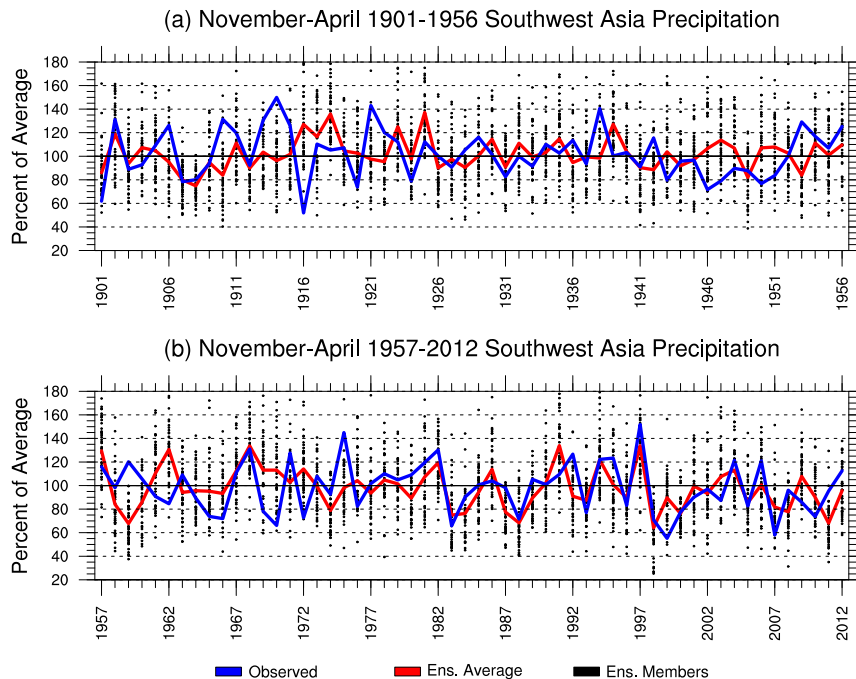 (a) November-April 1901-1956 Southwest Asia Precipitation
Percent of Average
180
160
140
120
100
80
60
40
20
1901 1906 1911 1916 1921 1926 1931 1936 1941 1946 1951 1956
(b) November-April 1957-2012 Southwest Asia Precipitation
Percent of Average
180
160
140
120
100
80
60
40
20
1957 1962 1967 1972 1977 1982 1987 1992 1997 2002 2007 2012
Observed Ens. Average Ens. Members